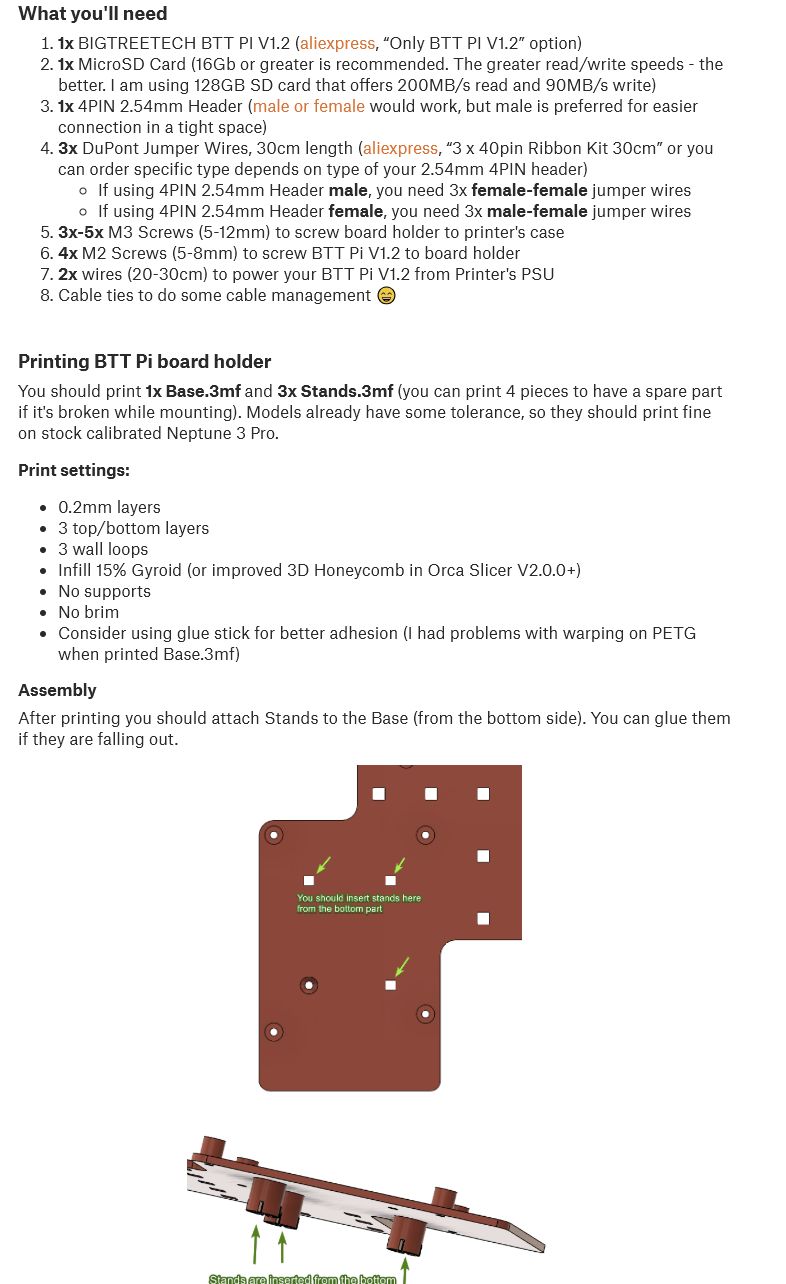 What you'll need
1. 1x BIGTREETECH BTT PI V1.2 (aliexpress, “Only BTT PI V1.2” option)
2. 1x MicroSD Card (16Gb or greater is recommended. The greater read/write speeds - the
better. I am using 128GB SD card that offers 200MB/s read and 90MB/s write)
3. 1x 4PIN 2.54mm Header (male or female would work, but male is preferred for easier
connection in a tight space)
4. 3x DuPont Jumper Wires, 30cm length (aliexpress, “3 x 40pin Ribbon Kit 30cm” or you
can order specific type depends on type of your 2.54mm 4PIN header)
○ If using 4PIN 2.54mm Header male, you need 3x female-female jumper wires
○ If using 4PIN 2.54mm Header female, you need 3x male-female jumper wires
5. 3x-5x M3 Screws (5-12mm) to screw board holder to printer's case
6. 4x M2 Screws (5-8mm) to screw BTT Pi V1.2 to board holder
7. 2x wires (20-30cm) to power your BTT Pi V1.2 from Printer's PSU
8. Cable ties to do some cable management 😄
Printing BTT Pi board holder
You should print 1x Base.3mf and 3x Stands.3mf (you can print 4 pieces to have a spare part
if it's broken while mounting). Models already have some tolerance, so they should print fine
on stock calibrated Neptune 3 Pro.
Print settings:
• 0.2mm layers
• 3 top/bottom layers
• 3 wall loops
• Infill 15% Gyroid (or improved 3D Honeycomb in Orca Slicer V2.0.0+)
• No supports
• No brim
• Consider using glue stick for better adhesion (I had problems with warping on PETG
when printed Base.3mf)
Assembly
After printing you should attach Stands to the Base (from the bottom side). You can glue them
if they are falling out.
You should insert stands here
from the bottom part
Stands are inserted from the bottom